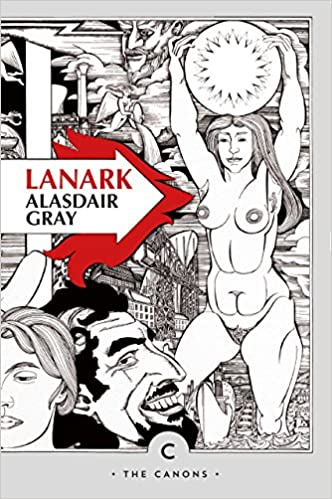 LANARK
ALASDAIR
GRAY
C
• THE CANONS •